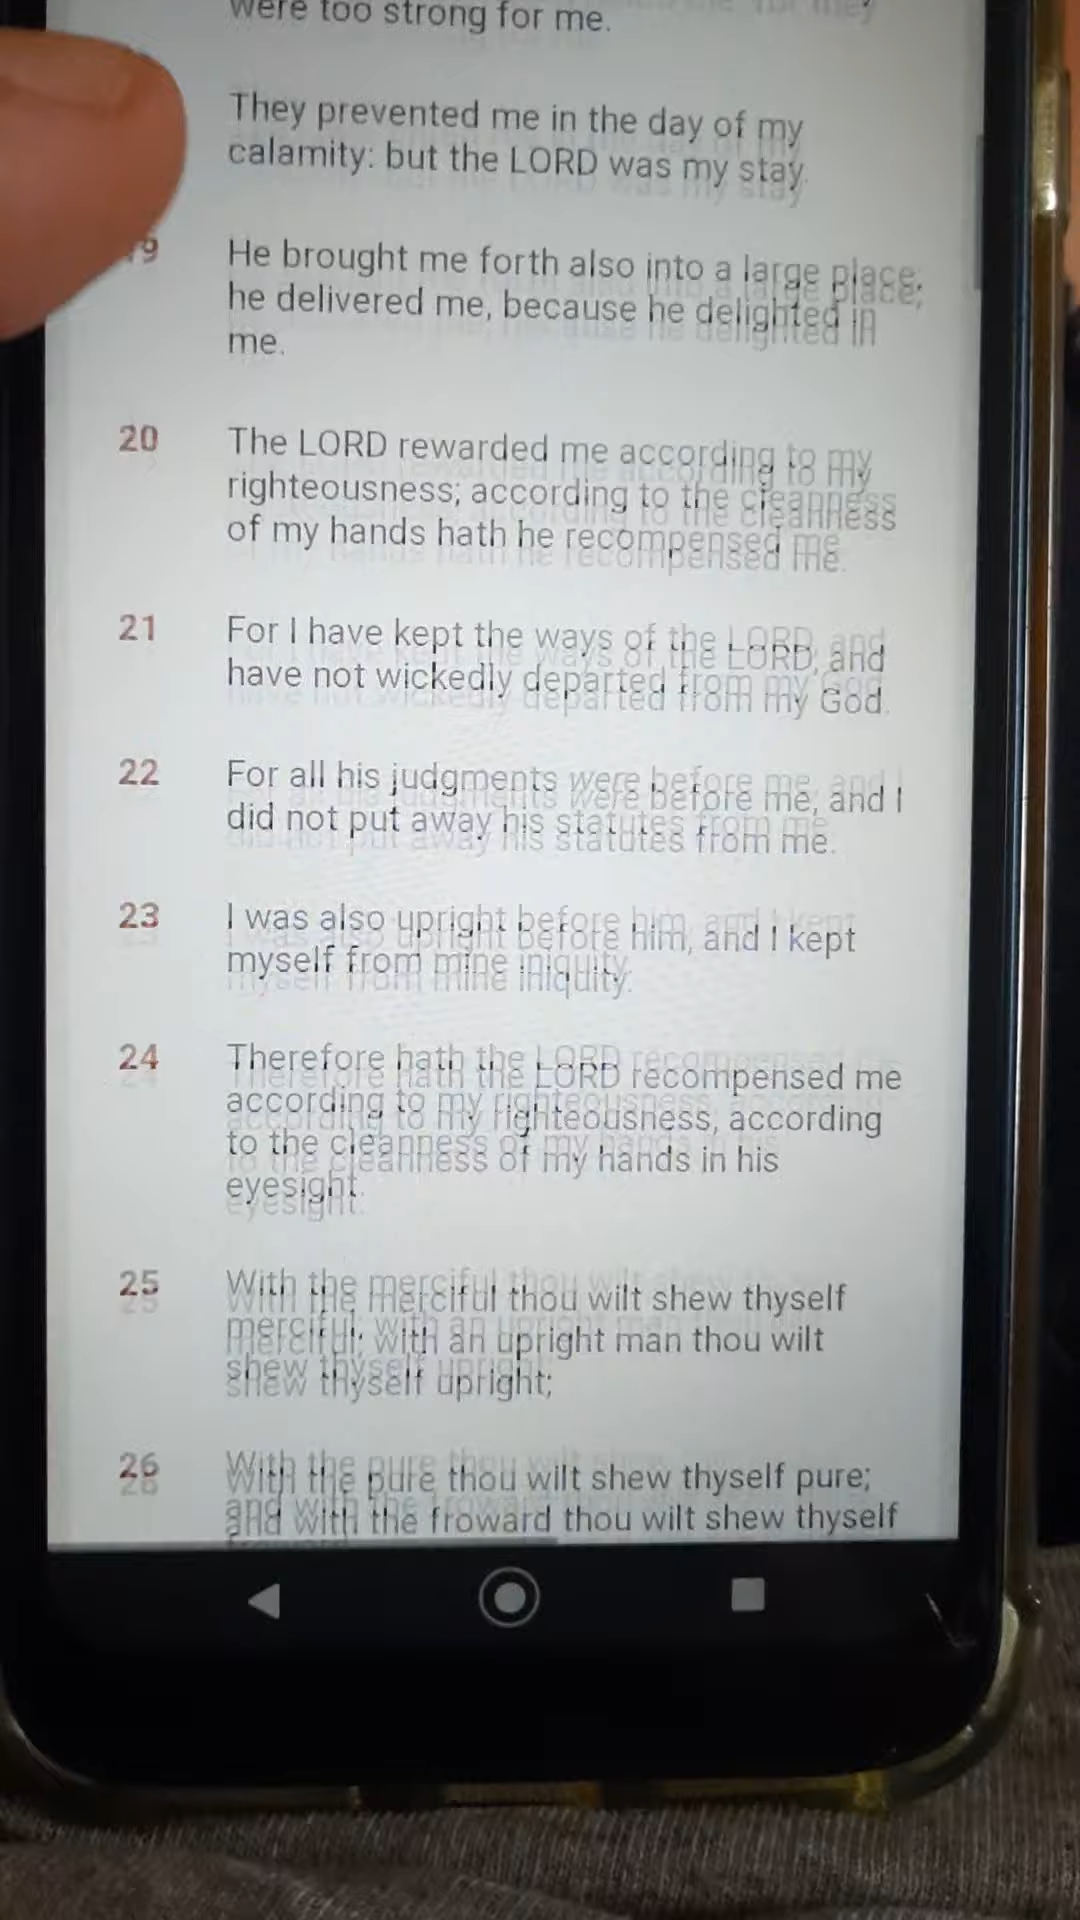 were too strong for me.
They prevented me in the day of my
calamity: but the LORD was my stay.
19 He brought me forth also into a large place;
he delivered me, because he delighted in
me.
20 The LORD rewarded me according to my
righteousness; according to the cleanness
of my hands hath he recompensed me.
21 For I have kept the ways of the LORD, and
have not wickedly departed from my God.
22 For all his judgments were before me, and I
did not put away his statutes from me.
23 I was also upright before him, and I kept
myself from mine iniquity.
24 Therefore hath the LORD recompensed me
according to my righteousness, according
to the cleanness of my hands in his
eyesight.
25 With the merciful thou wilt shew thyself
merciful; with an upright man thou wilt
shew thyself upright;
26 With the pure thou wilt shew thyself pure;
and with the froward thou wilt shew thyself